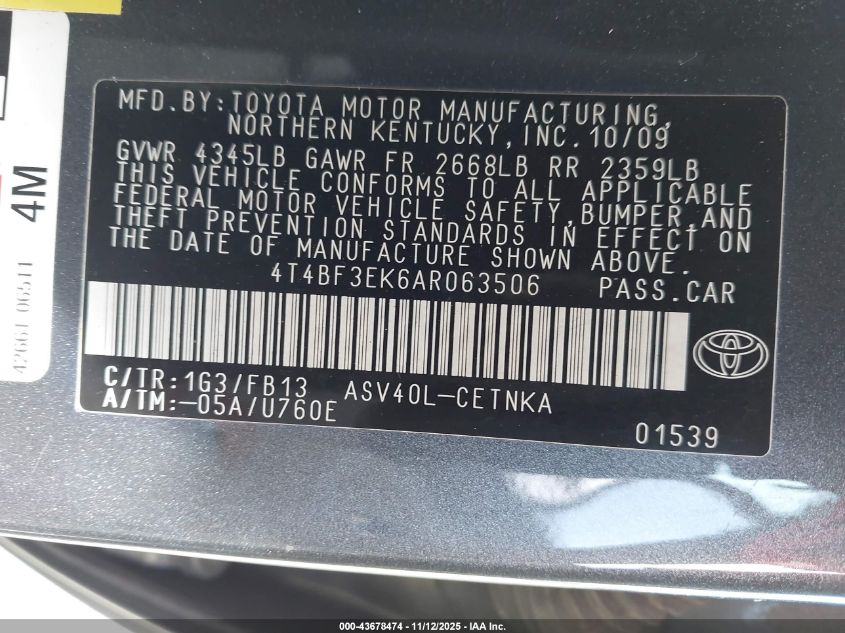 MFD.BY:TOYOTA MOTOR MANUFACTURING,
NORTHERN KENTUCKY,INC.10/09
GVWR 4345LB GAWR FR 2668LB RR 2359LB
THIS VEHICLE CONFORMS TO ALL APPLICABLE
FEDERAL MOTOR VEHICLE SAFETY,BUMPER,AND
THEFT PREVENTION STANDARDS IN EFFECT ON
THE DATE OF MANUFACTURE SHOWN ABOVE.
4T4BF3EK6AR063506 PASS.CAR
C/TR:1G3/FB13 ASV40L-CETNKA
A/TM:-05A/U760E
01539
4M
42661 06511
000-43678474 - 11/12/2025 - IAA Inc.